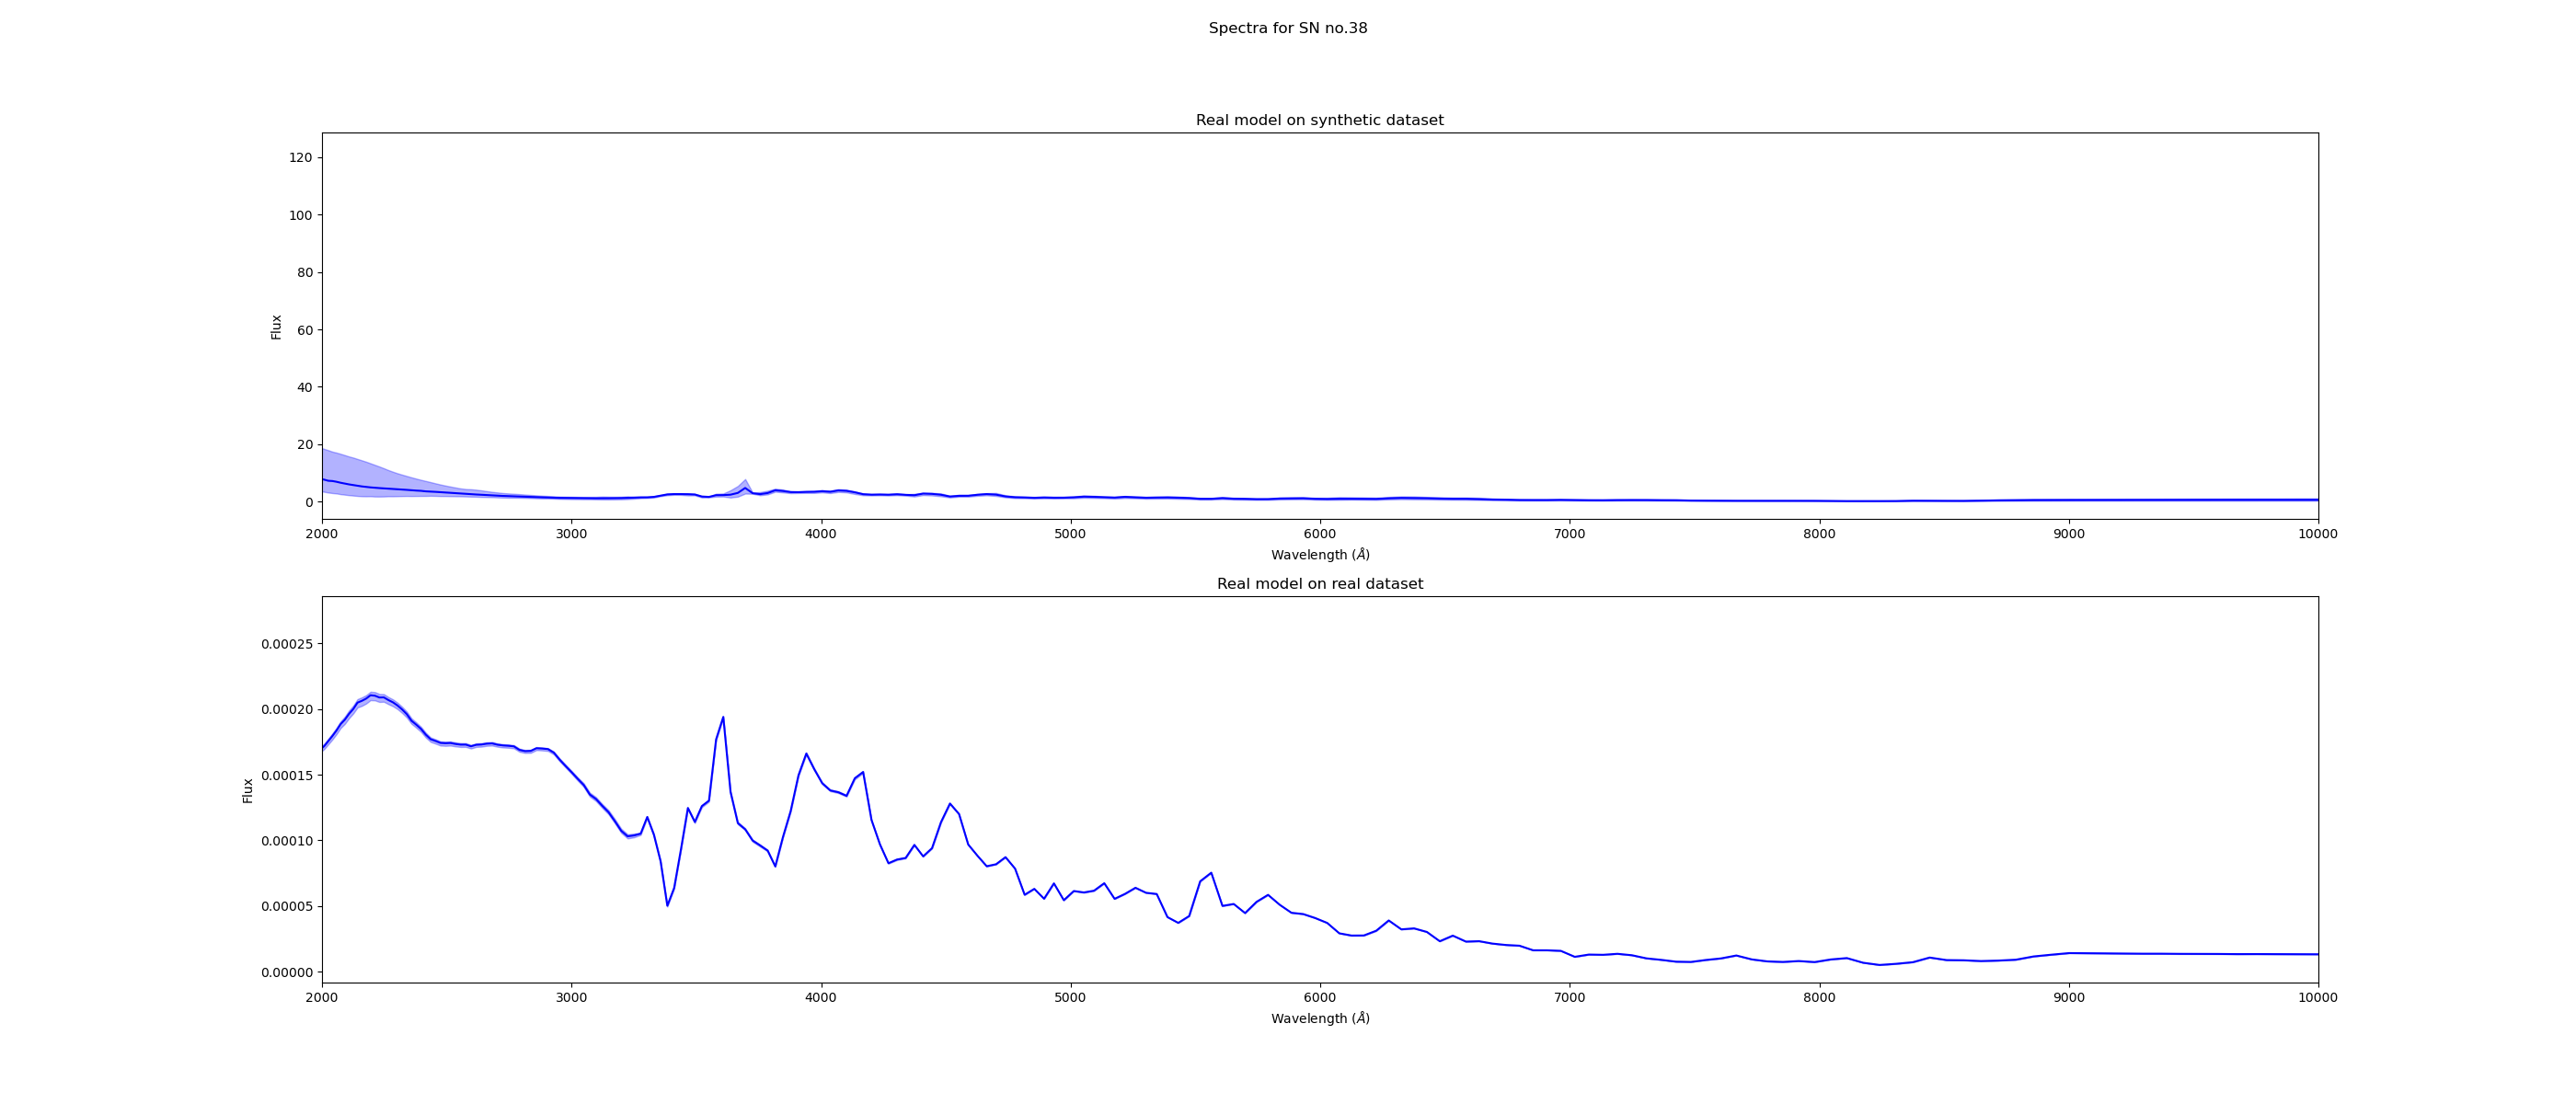 Spectra for SN no.38
Real model on synthetic dataset
120
100
80
60
40
20
0
Flux
2000 3000 4000 5000 6000 7000 8000 9000 10000
Wavelength (Å)
Real model on real dataset
0.00025
0.00020
0.00015
0.00010
0.00005
0.00000
Flux
2000 3000 4000 5000 6000 7000 8000 9000 10000
Wavelength (Å)